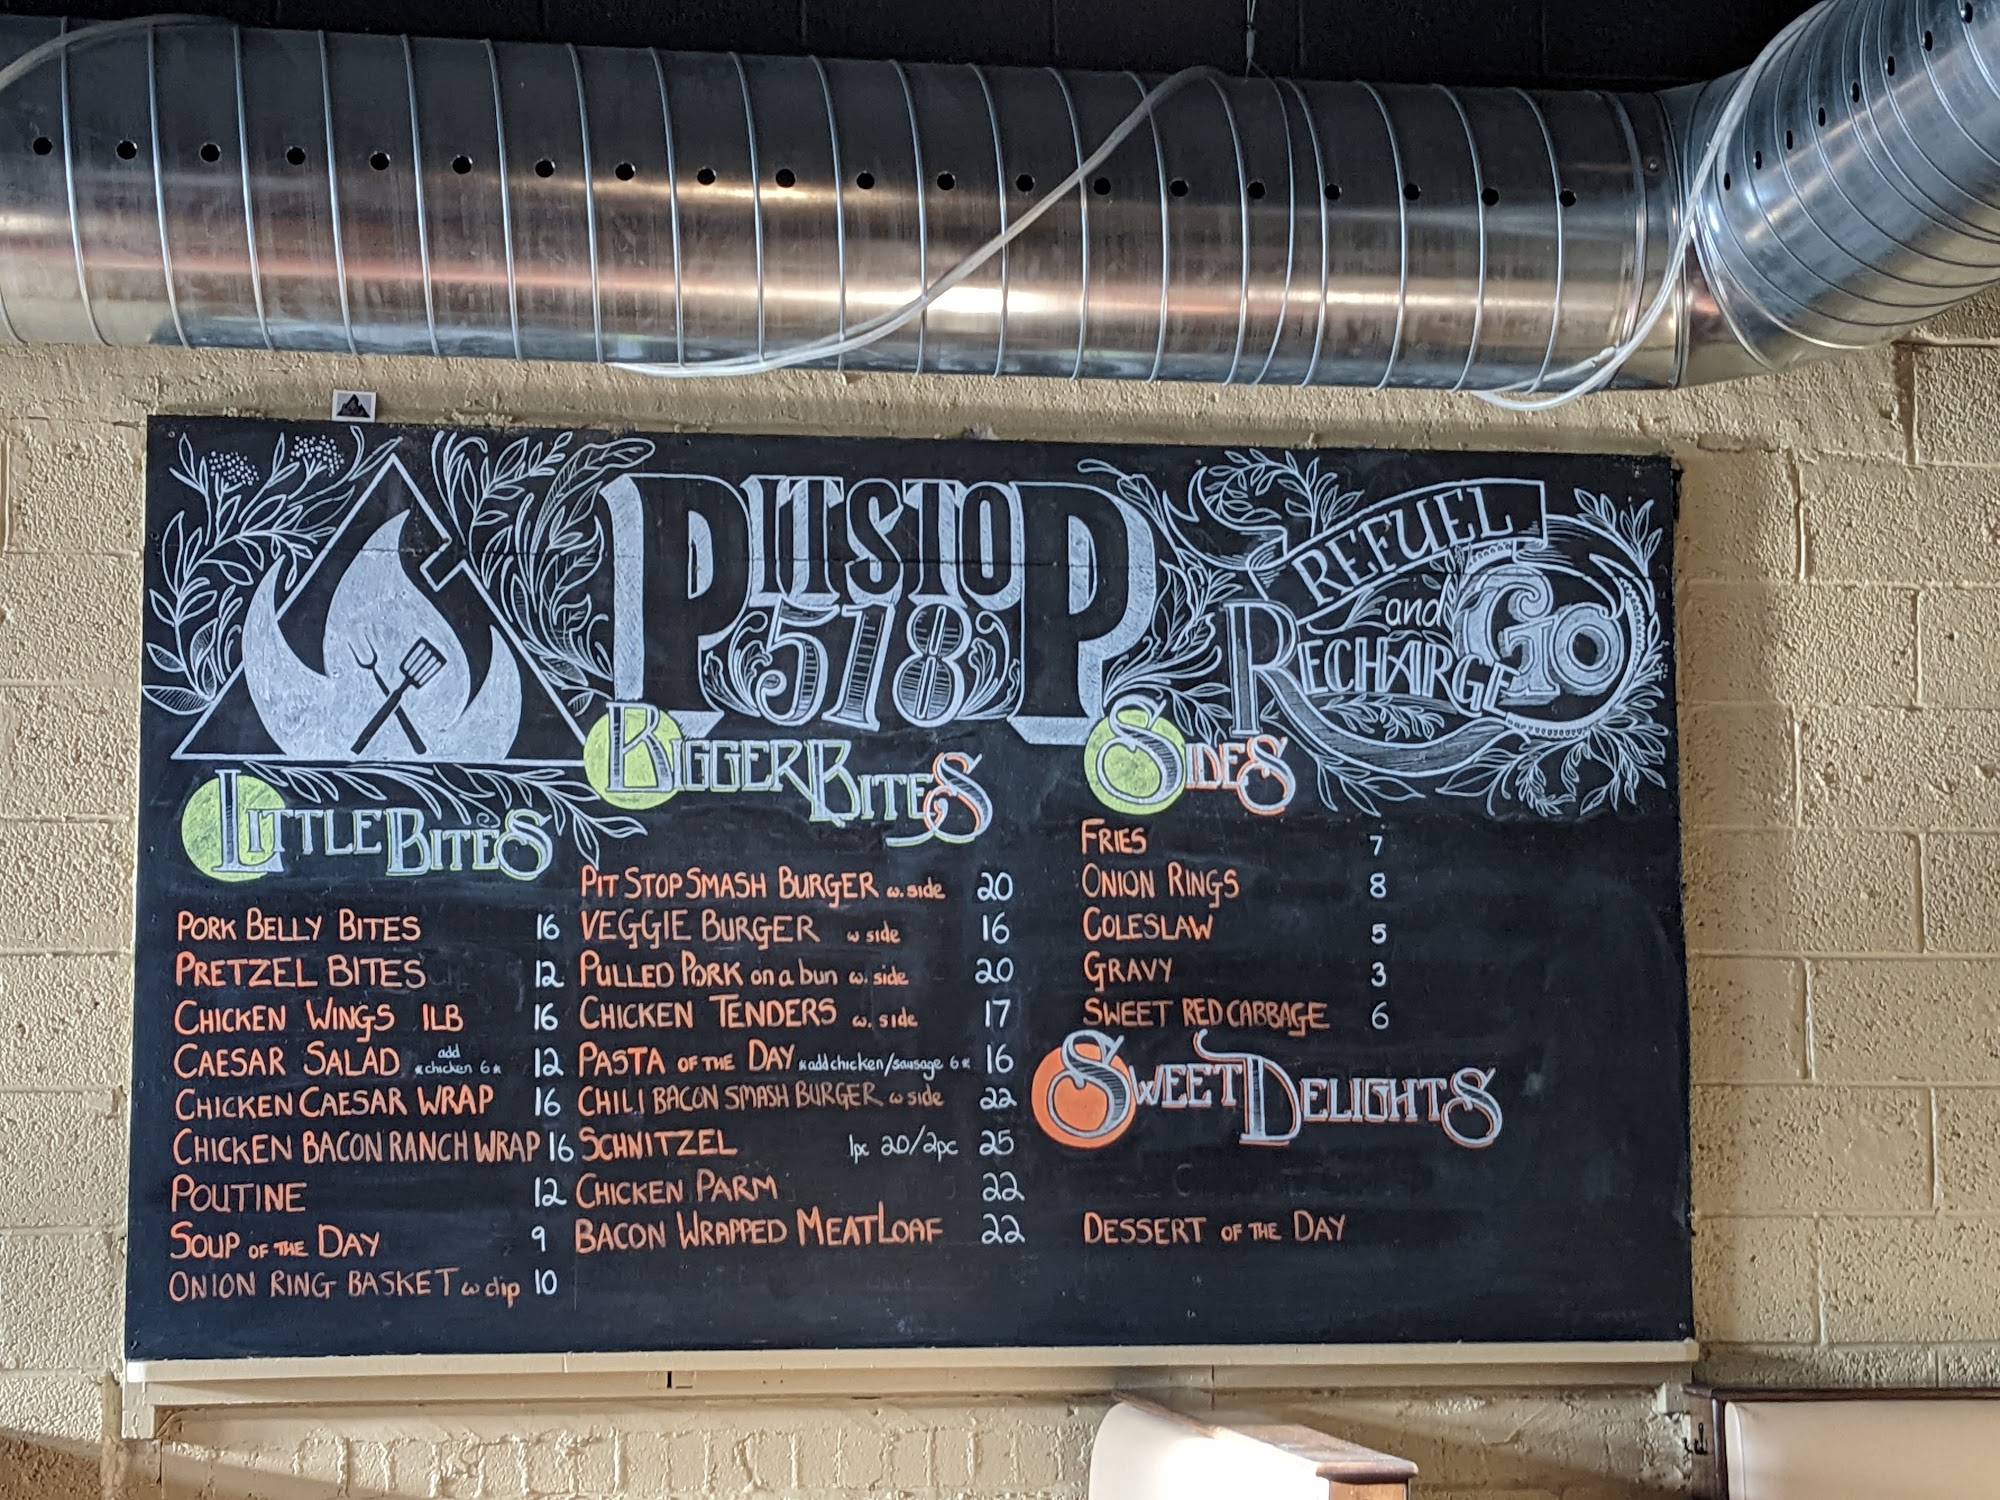 PITSTOP
578
REFUEL
and
RECHARGE
GO
LITTLE BITES
PORK BELLY BITES 16
PRETZEL BITES 12
CHICKEN WINGS 1LB 16
CAESAR SALAD add *chicken 6* 12
CHICKEN CAESAR WRAP 16
CHICKEN BACON RANCH WRAP 16
POUTINE 12
SOUP OF THE DAY 9
ONION RING BASKET w dip 10
BIGGER BITES
PIT STOP SMASH BURGER w. side 20
VEGGIE BURGER w side 16
PULLED PORK on a bun w. side 20
CHICKEN TENDERS w. side 17
PASTA OF THE DAY *add chicken/sausage 6* 16
CHILI BACON SMASH BURGER w side 22
SCHNITZEL 1pc 20/2pc 25
CHICKEN PARM 22
BACON WRAPPED MEATLOAF 22
SIDES
FRIES 7
ONION RINGS 8
COLESLAW 5
GRAVY 3
SWEET RED CABBAGE 6
SWEET DELIGHTS
DESSERT OF THE DAY